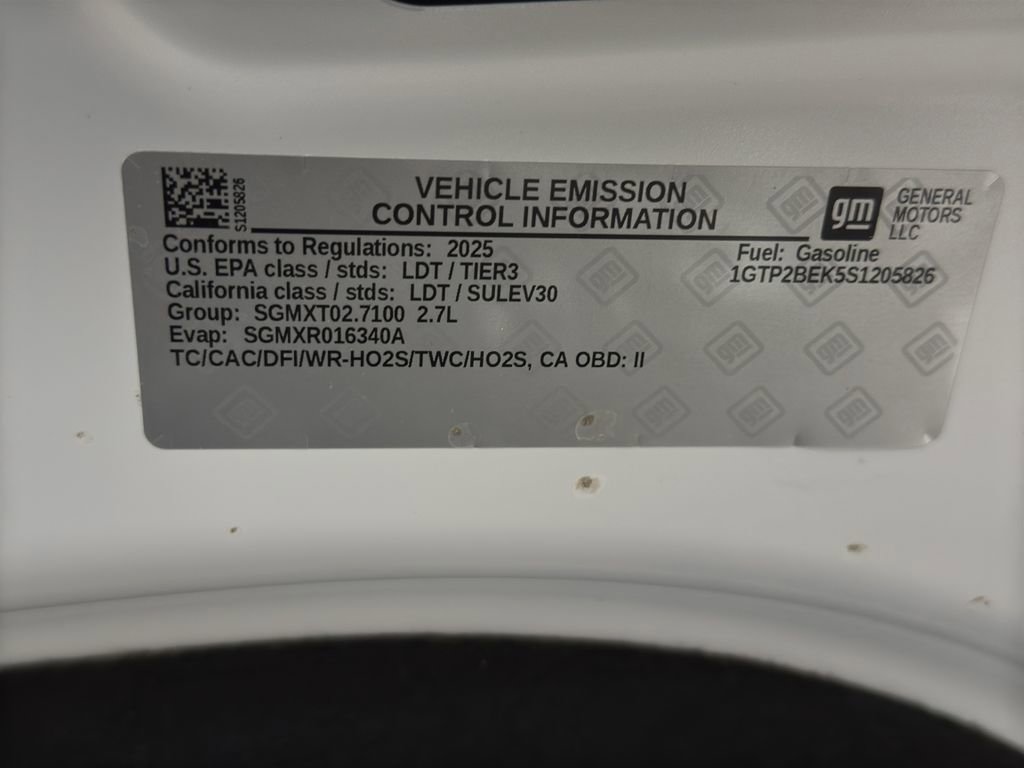 S1205826
VEHICLE EMISSION
CONTROL INFORMATION
gm
GENERAL
MOTORS
LLC
Conforms to Regulations: 2025
Fuel: Gasoline
U.S. EPA class / stds: LDT / TIER3
1GTP2BEK5S1205826
California class / stds: LDT / SULEV30
Group: SGMXT02.7100 2.7L
Evap: SGMXR016340A
TC/CAC/DFI/WR-HO2S/TWC/HO2S, CA OBD: II